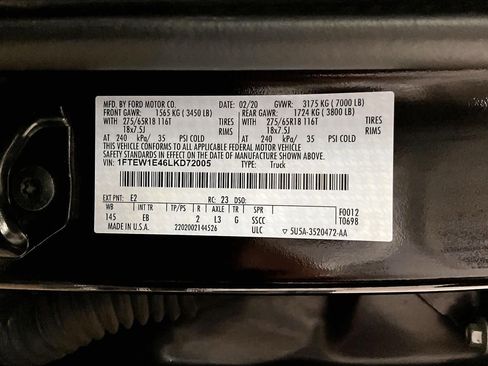 MFD. BY FORD MOTOR CO. 02/20 GVWR: 3175 KG ( 7000 LB)
FRONT GAWR: 1565 KG ( 3450 LB) REAR GAWR: 1724 KG ( 3800 LB)
275/65R18 116T TIRES 275/65R18 116T TIRES
18x7.5J RIMS 18x7.5J RIMS
AT 240 kPa/ 35 PSI COLD AT 240 kPa/ 35 PSI COLD
THIS VEHICLE CONFORMS TO ALL APPLICABLE FEDERAL MOTOR VEHICLE
SAFETY STANDARDS IN EFFECT ON THE DATE OF MANUFACTURE SHOWN ABOVE.
VIN: 1FTEW1E46LKD72005 TYPE: Truck
EXT PNT: E2 RC: 23 DSO:
WB INT TR TP/PS R AXLE TR SPR
145 EB 2 L3 G SSCC F0012
MADE IN U.S.A. 2202002144526 ULC T0698
5U5A-3520472-AA